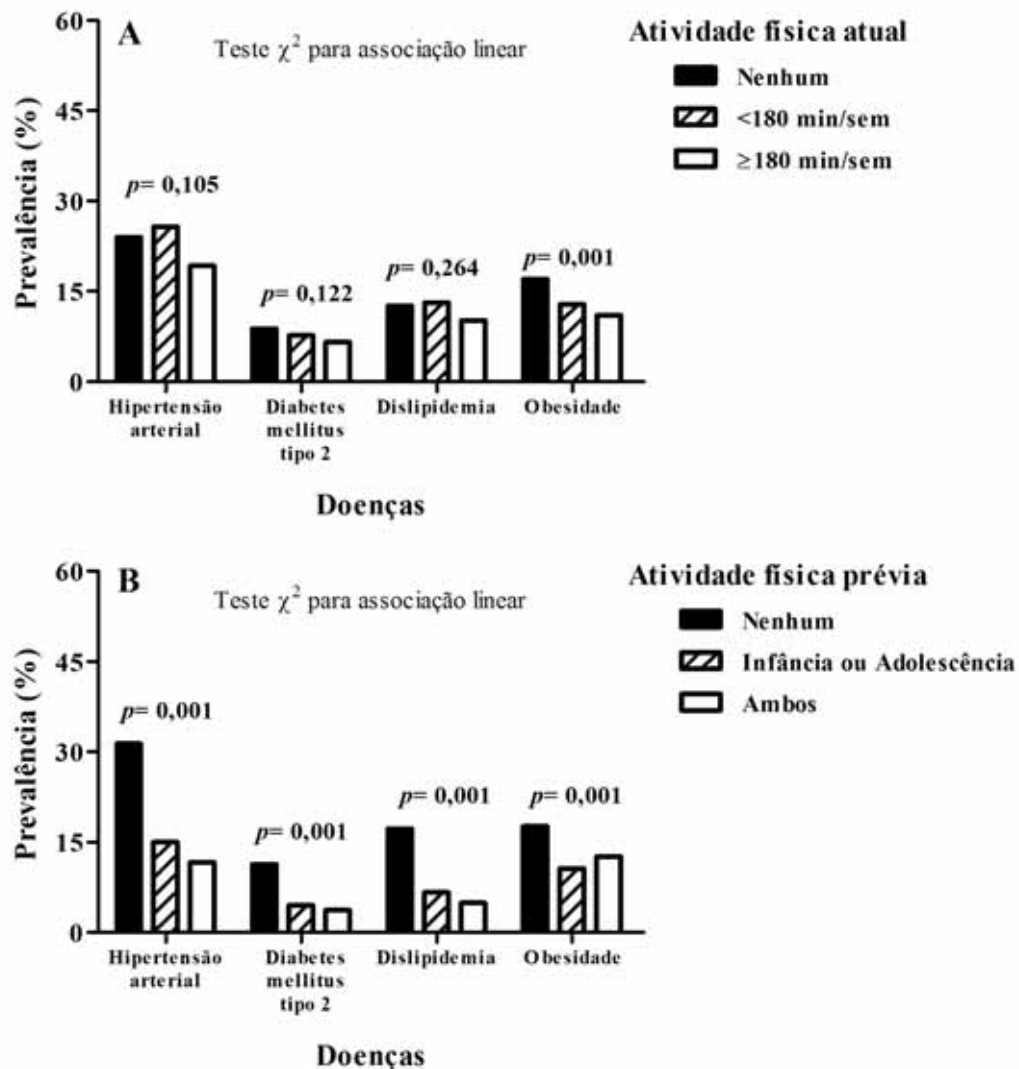 A
Teste χ² para associação linear
Atividade física atual
Nenhum
<180 min/sem
≥180 min/sem
Prevalência (%)
60
45
30
15
0
p= 0,105
p= 0,122
p= 0,264
p= 0,001
Hipertensão
arterial
Diabetes
mellitus
tipo 2
Dislipidemia
Obesidade
Doenças
B
Teste χ² para associação linear
Atividade física prévia
Nenhum
Infância ou Adolescência
Ambos
Prevalência (%)
60
45
30
15
0
p= 0,001
p= 0,001
p= 0,001
p= 0,001
Hipertensão
arterial
Diabetes
mellitus
tipo 2
Dislipidemia
Obesidade
Doenças